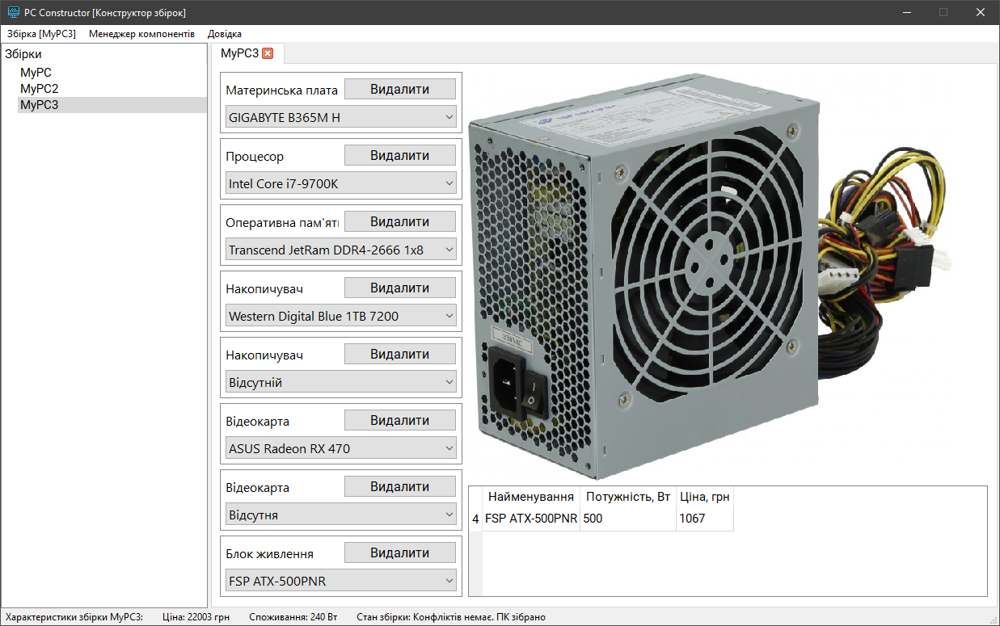 PC Constructor [Конструктор збірок]
Збірка [MyPC3] Менеджер компонентів Довідка
Збірки
MyPC
MyPC2
MyPC3
MyPC3
Материнська плата Видалити
GIGABYTE B365M H
Процесор Видалити
Intel Core i7-9700K
Оперативна пам'ять Видалити
Transcend JetRam DDR4-2666 1x8
Накопичувач Видалити
Western Digital Blue 1TB 7200
Накопичувач Видалити
Відсутній
Відеокарта Видалити
ASUS Radeon RX 470
Відеокарта Видалити
Відсутня
Блок живлення Видалити
FSP ATX-500PNR
230VAC
Найменування Потужність, Вт Ціна, грн
4 FSP ATX-500PNR 500 1067
Характеристики збірки MyPC3: Ціна: 22003 грн Споживання: 240 Вт Стан збірки: Конфліктів немає. ПК зібрано